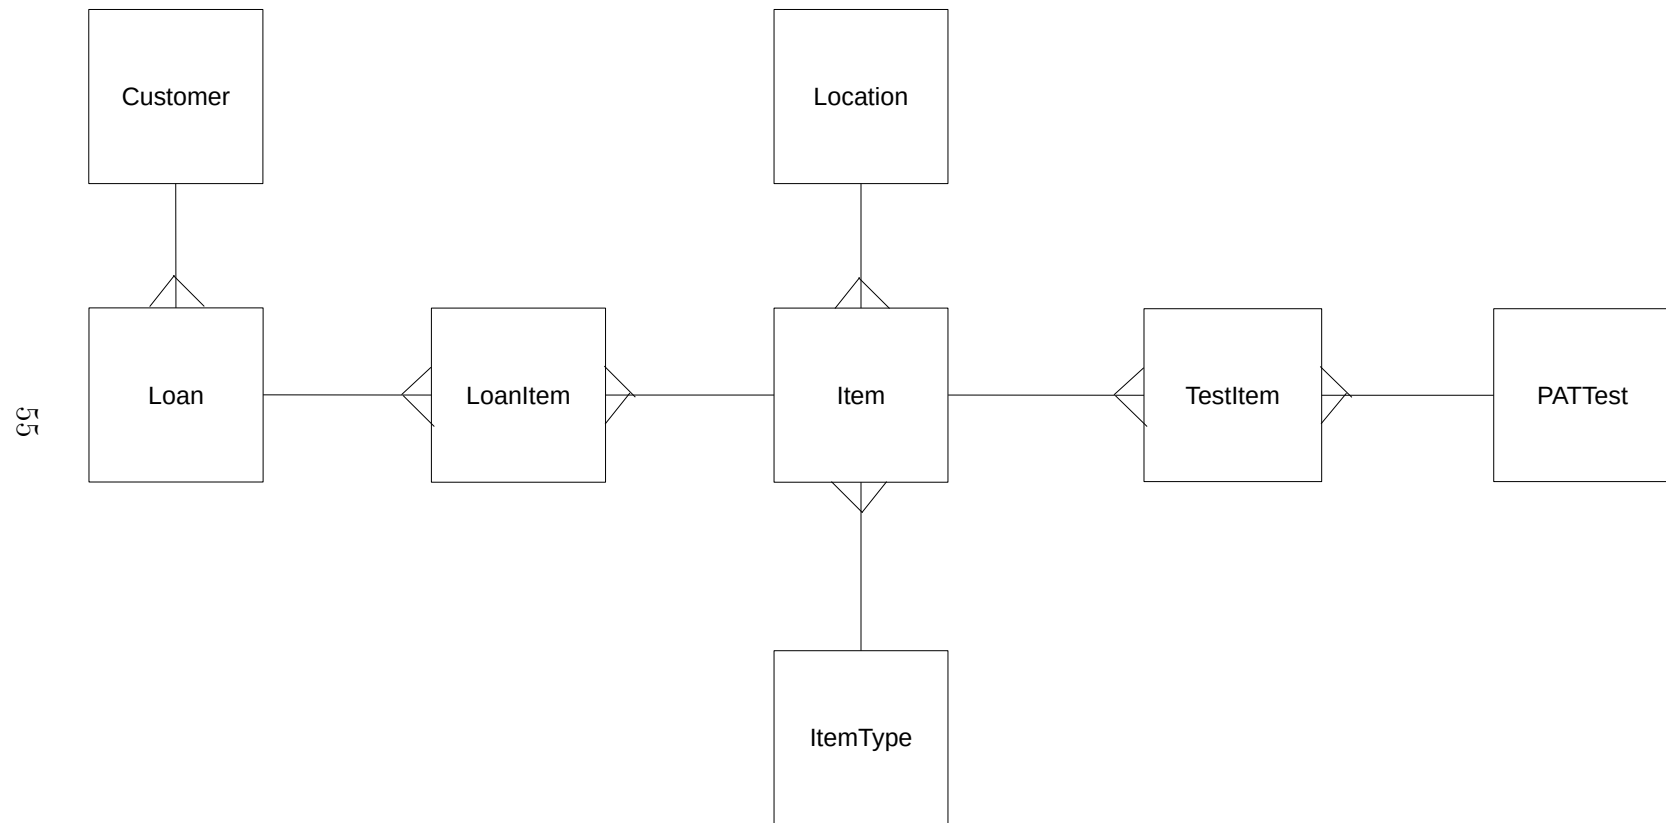 Customer
Location
Loan
LoanItem
Item
TestItem
PATTest
55
ItemType